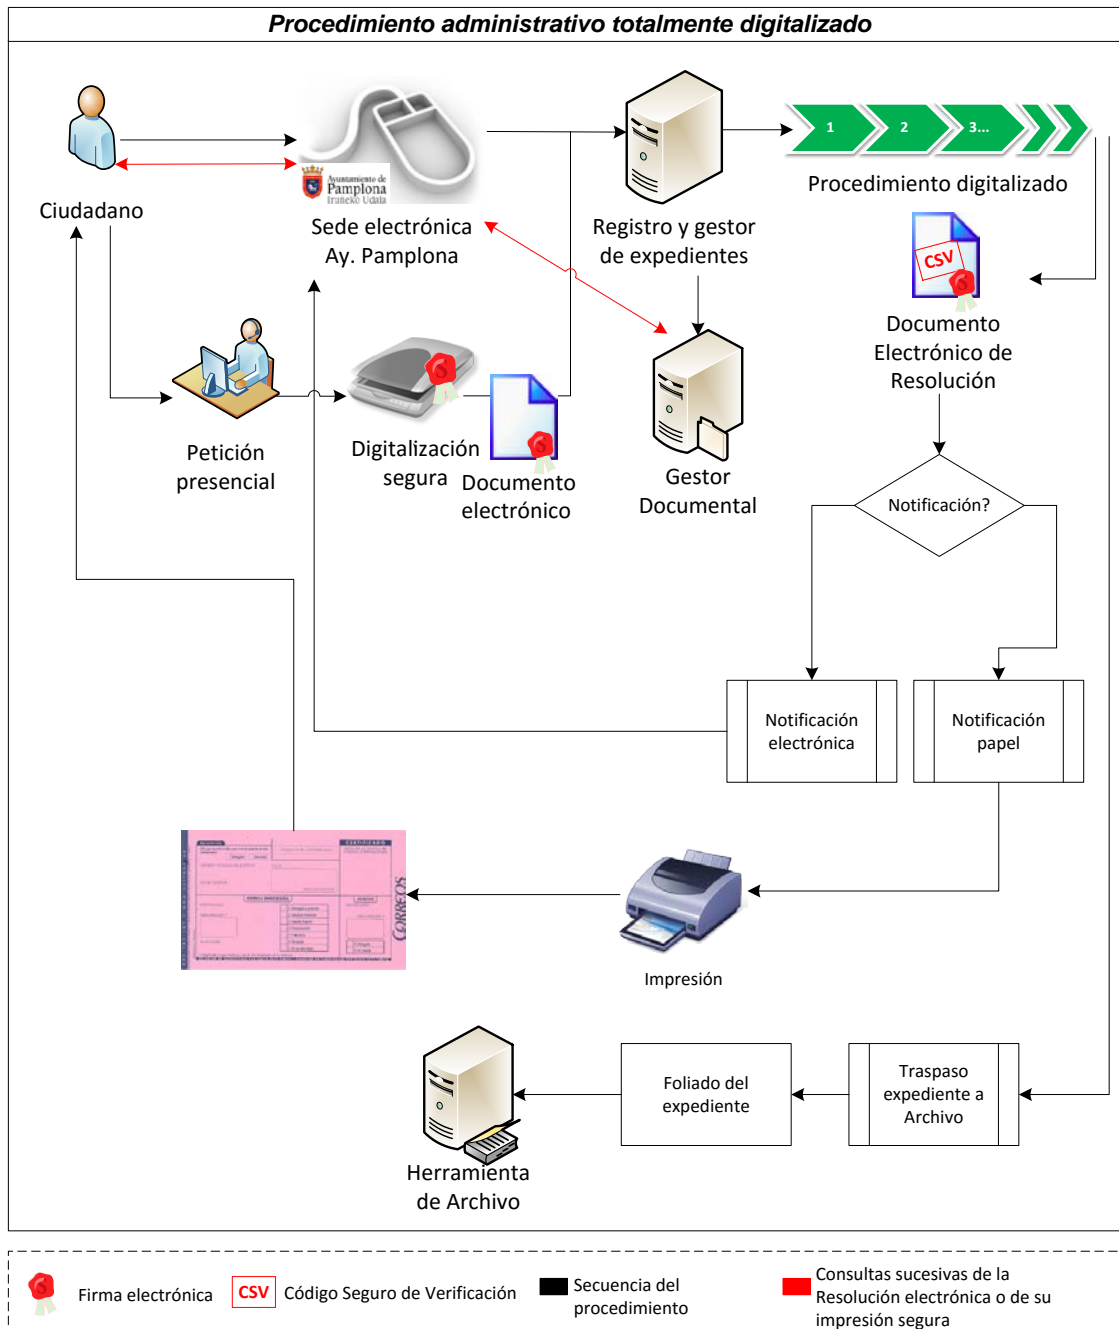 Procedimiento administrativo totalmente digitalizado
1
2
3...
Ayuntamiento de
Pamplona
Iruñeko Udala
Ciudadano
Sede electrónica
Ay. Pamplona
Registro y gestor
de expedientes
Procedimiento digitalizado
CSV
Documento
Electrónico de
Resolución
Petición
presencial
Digitalización
segura
Documento
electrónico
Gestor
Documental
Notificación?
Notificación
electrónica
Notificación
papel
CERTIFICADO
CORREOS
Impresión
Herramienta
de Archivo
Foliado del
expediente
Traspaso
expediente a
Archivo
Firma electrónica
CSV
Código Seguro de Verificación
Secuencia del
procedimiento
Consultas sucesivas de la
Resolución electrónica o de su
impresión segura